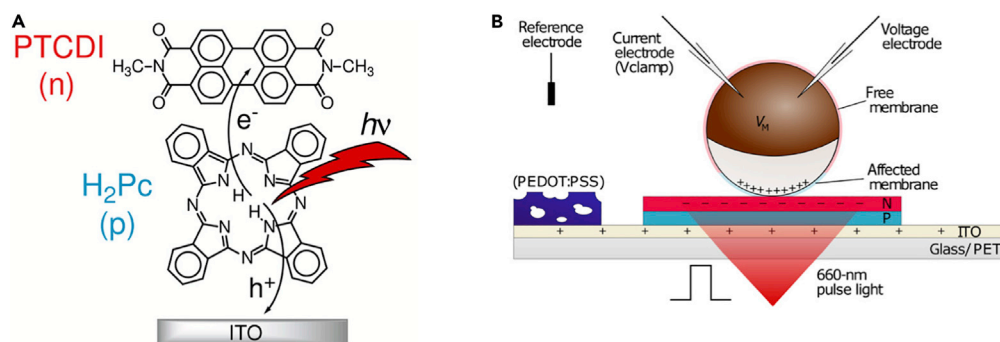 A
PTCDI
(n)
O
O
H₃C-N
N-CH₃
O
O
e⁻
hν
H₂Pc
(p)
N
N
N
N
H
H
N
N
N
N
h⁺
ITO
B
Reference
electrode
Current
electrode
(Vclamp)
Voltage
electrode
Free
membrane
V_M
Affected
membrane
+++++++++
(PEDOT:PSS)
- - - - - - - - -
N
P
+ + + + + + + + +
ITO
Glass/PET
660-nm
pulse light